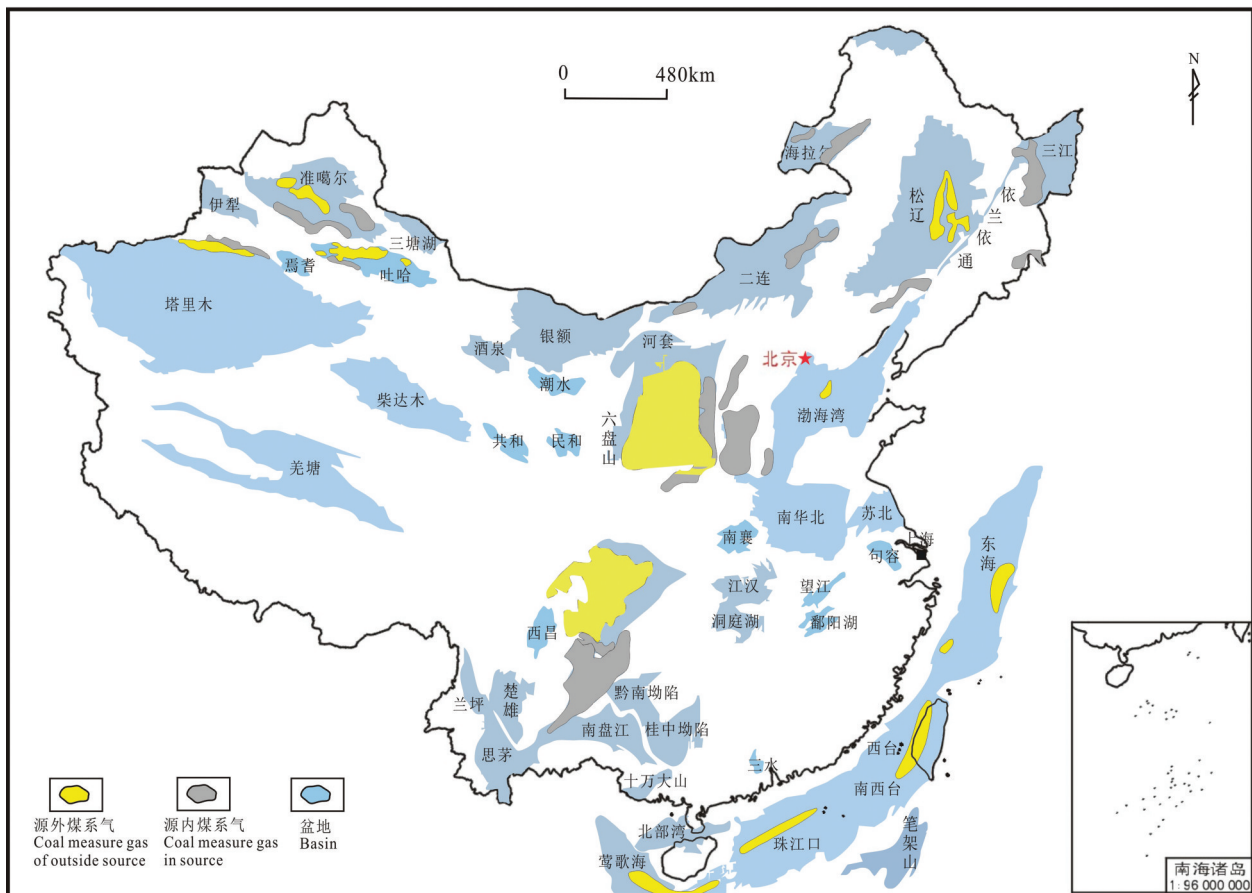 0 480km
N
海拉尔
三江
准噶尔
伊犁
松辽
依兰
依通
三塘湖
焉耆
吐哈
二连
塔里木
银额
河套
酒泉
北京★
潮水
柴达木
六盘山
渤海湾
共和
民和
羌塘
南华北
苏北
南襄
上海
东海
句容
江汉
望江
洞庭湖
鄱阳湖
西昌
黔南坳陷
楚雄
兰坪
南盘江
桂中坳陷
思茅
西台
三水
十万大山
南西台
北部湾
珠江口
笔架山
莺歌海
源外煤系气
Coal measure gas
of outside source
源内煤系气
Coal measure gas
in source
盆地
Basin
南海诸岛
1: 96 000 000